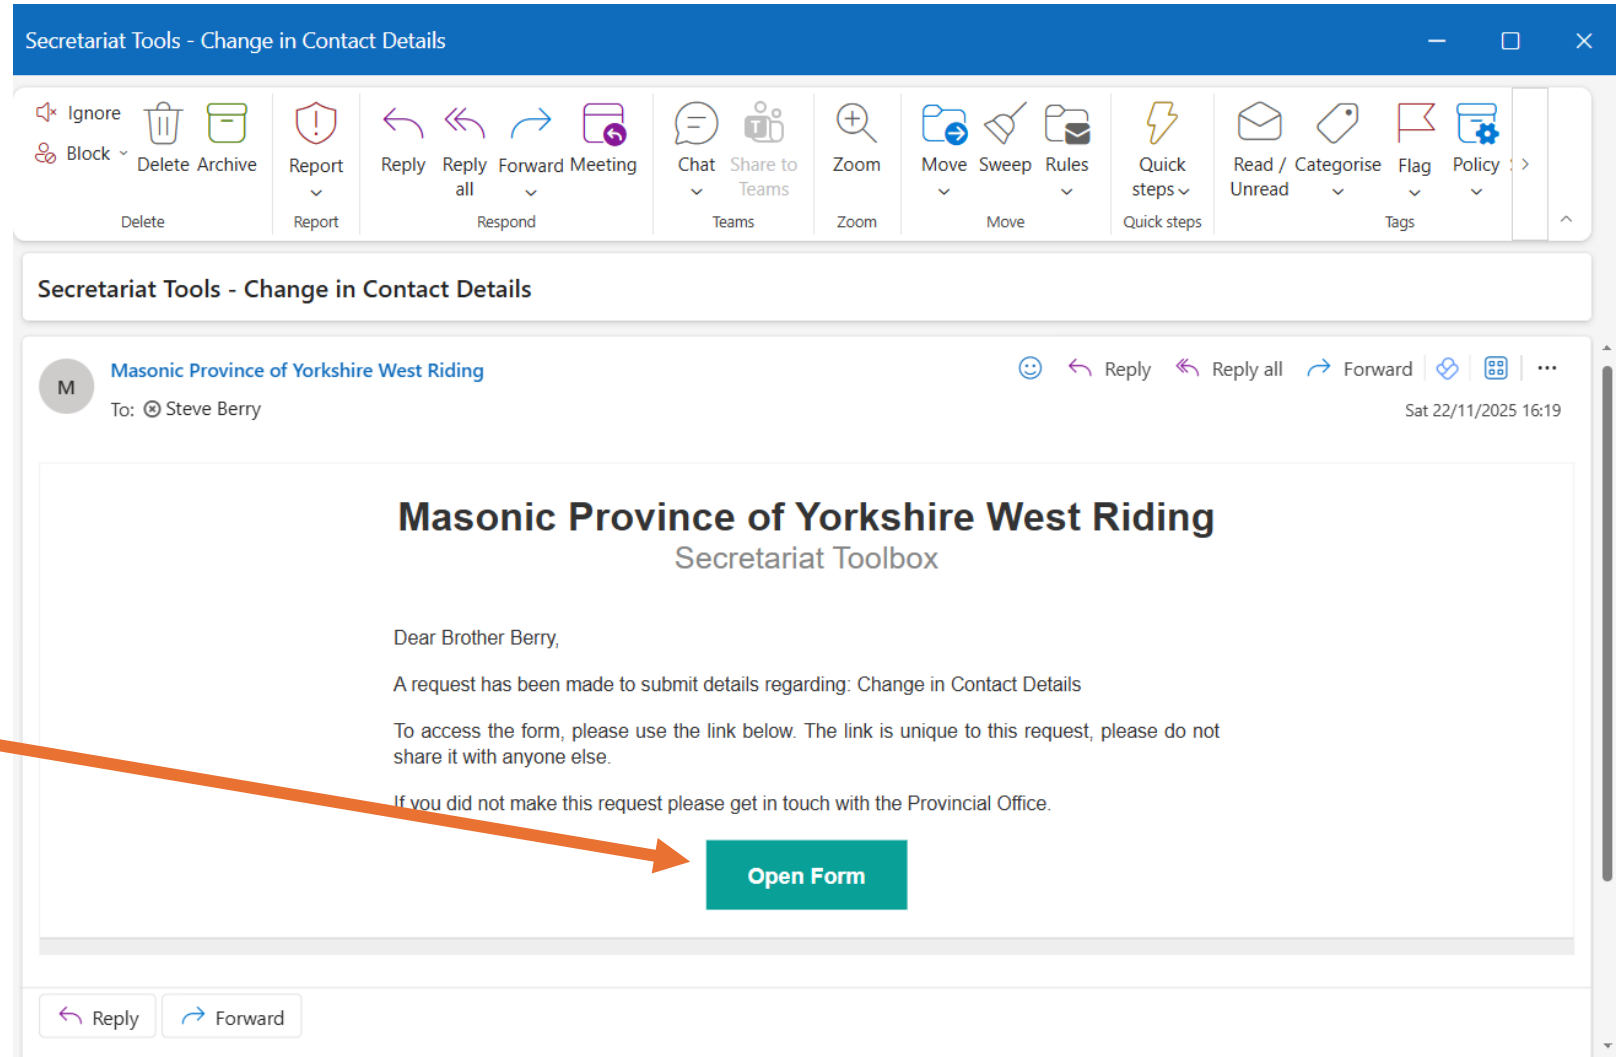 Secretariat Tools - Change in Contact Details
Ignore
Block
Delete
Archive
Delete
Report
Report
Reply
Reply all
Forward
Meeting
Respond
Chat
Share to Teams
Teams
Zoom
Zoom
Move
Sweep
Rules
Move
Quick steps
Quick steps
Read / Unread
Categorise
Flag
Policy
Tags
Secretariat Tools - Change in Contact Details
M
Masonic Province of Yorkshire West Riding
To: Steve Berry
Reply
Reply all
Forward
Sat 22/11/2025 16:19
Masonic Province of Yorkshire West Riding
Secretariat Toolbox
Dear Brother Berry,
A request has been made to submit details regarding: Change in Contact Details
To access the form, please use the link below. The link is unique to this request, please do not
share it with anyone else.
If you did not make this request please get in touch with the Provincial Office.
Open Form
Reply
Forward